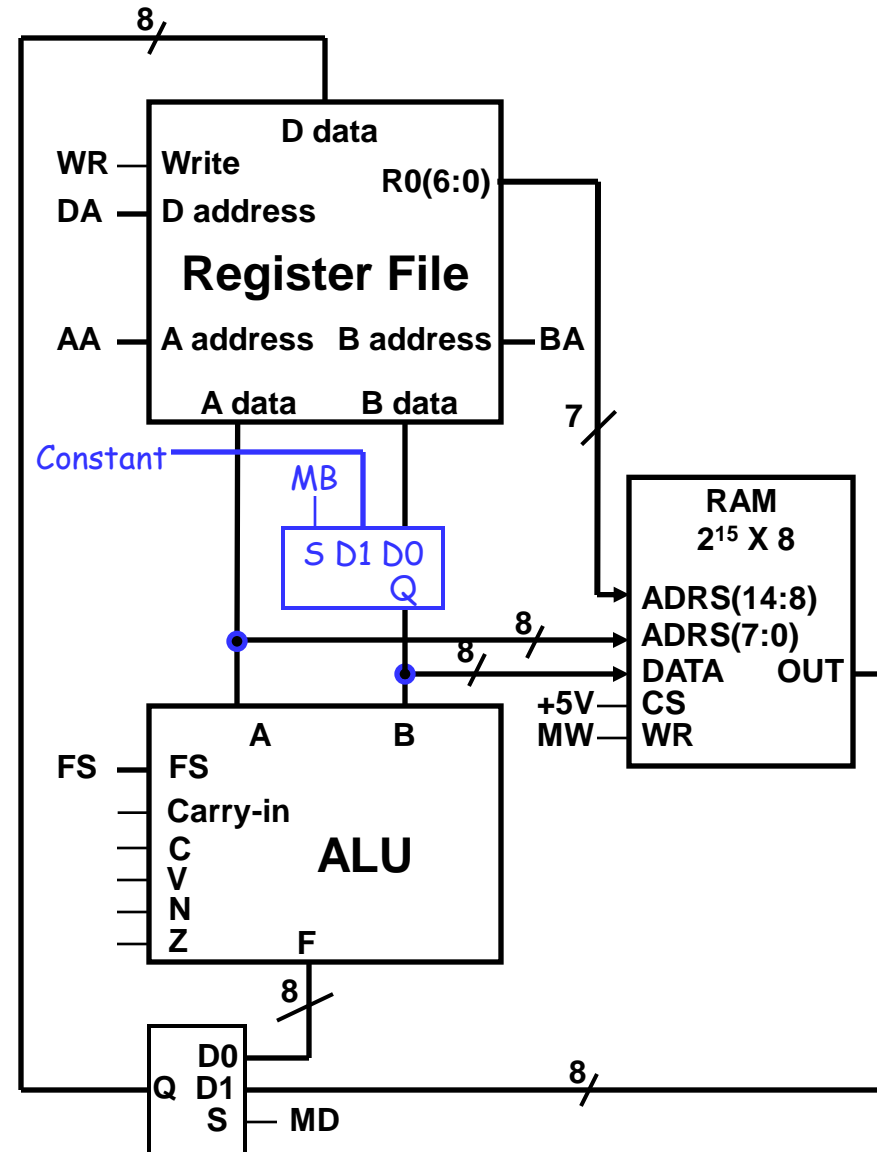 8
D data
WR Write
R0(6:0)
DA D address
Register File
AA A address B address BA
A data B data
7
Constant
MB
S D1 D0
Q
RAM
2¹⁵ X 8
ADRS(14:8)
8 ADRS(7:0)
8 DATA OUT
+5V CS
MW WR
A B
FS FS
Carry-in
C
ALU
V
N
Z F
8
D0
Q D1 8
S MD